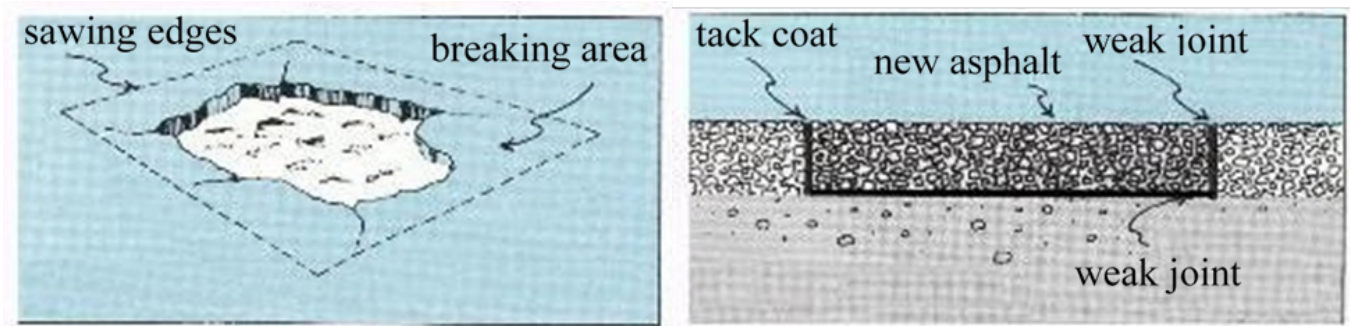 sawing edges
breaking area
tack coat
new asphalt
weak joint
weak joint